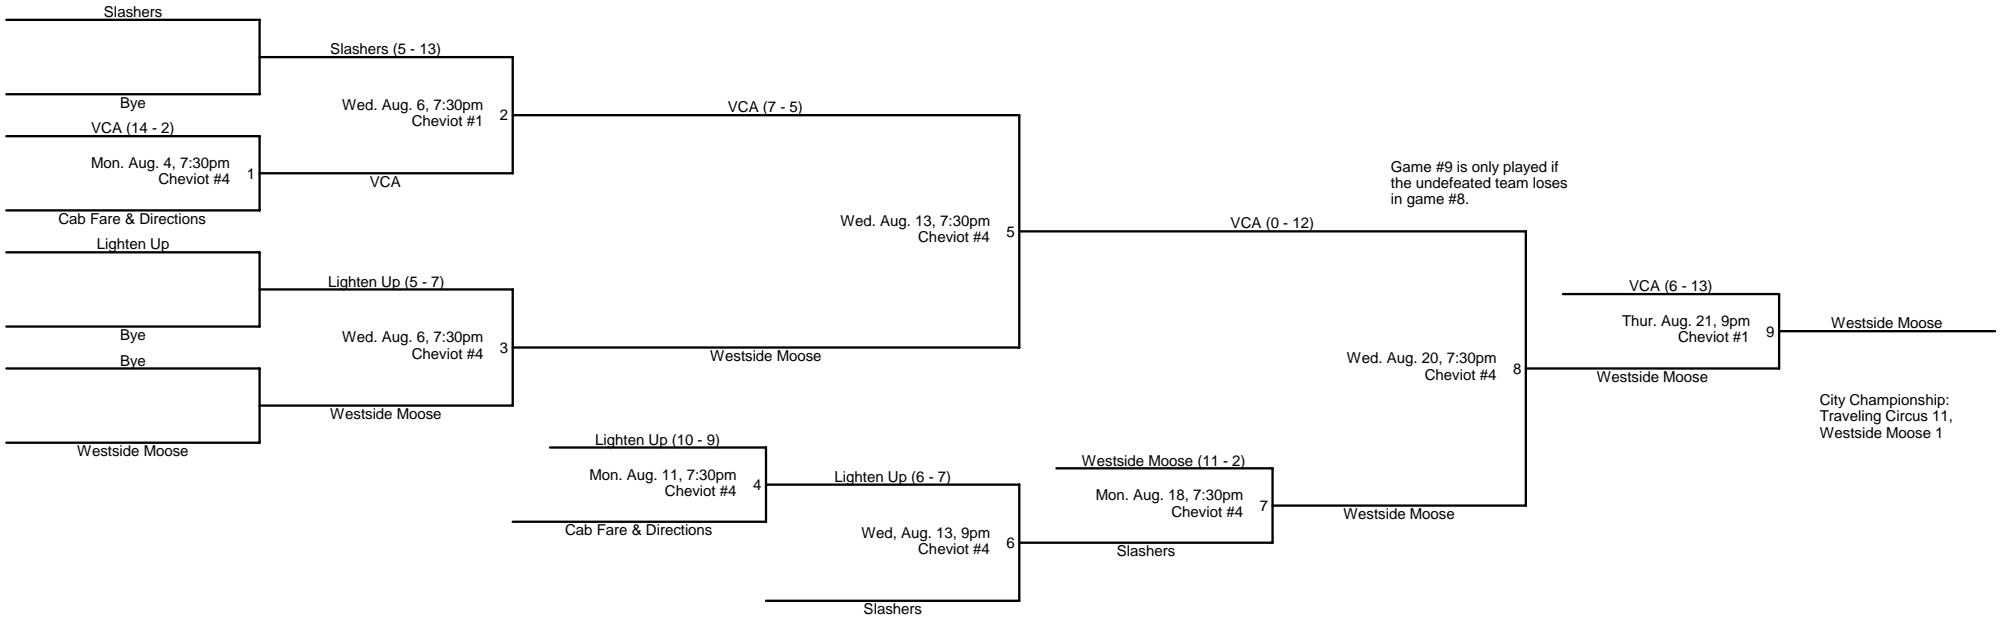 Slashers
Bye
Slashers (5 - 13)
Wed. Aug. 6, 7:30pm
Cheviot #1
2
VCA (14 - 2)
Mon. Aug. 4, 7:30pm
Cheviot #4
1
Cab Fare & Directions
VCA
VCA (7 - 5)
Lighten Up
Bye
Lighten Up (5 - 7)
Wed. Aug. 6, 7:30pm
Cheviot #4
3
Bye
Westside Moose
Westside Moose
Westside Moose
Wed. Aug. 13, 7:30pm
Cheviot #4
5
VCA (0 - 12)
Lighten Up (10 - 9)
Mon. Aug. 11, 7:30pm
Cheviot #4
4
Cab Fare & Directions
Lighten Up (6 - 7)
Wed, Aug. 13, 9pm
Cheviot #4
6
Slashers
Westside Moose (11 - 2)
Mon. Aug. 18, 7:30pm
Cheviot #4
7
Slashers
Westside Moose
Wed. Aug. 20, 7:30pm
Cheviot #4
8
Game #9 is only played if
the undefeated team loses
in game #8.
VCA (6 - 13)
Thur. Aug. 21, 9pm
Cheviot #1
9
Westside Moose
Westside Moose
City Championship:
Traveling Circus 11,
Westside Moose 1